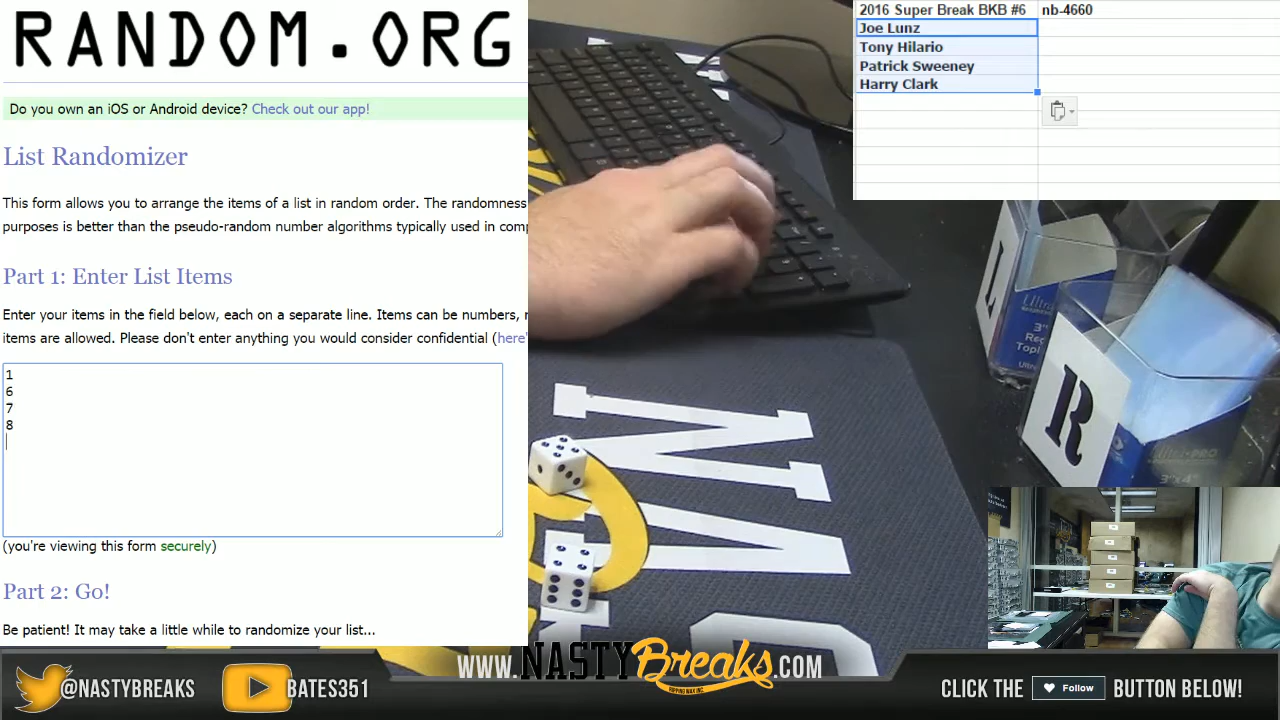 RANDOM.ORG
Do you own an iOS or Android device? Check out our app!
List Randomizer
This form allows you to arrange the items of a list in random order. The randomness
purposes is better than the pseudo-random number algorithms typically used in comp
Part 1: Enter List Items
Enter your items in the field below, each on a separate line. Items can be numbers, n
items are allowed. Please don't enter anything you would consider confidential (here'
1
6
7
8
(you're viewing this form securely)
Part 2: Go!
Be patient! It may take a little while to randomize your list...
2016 Super Break BKB #6 nb-4660
Joe Lunz
Tony Hilario
Patrick Sweeney
Harry Clark
L
R
3"
NA
@NASTYBREAKS
BATES351
WWW.NASTYBreaks.COM
RIPPING WAX INC.
CLICK THE Follow BUTTON BELOW!